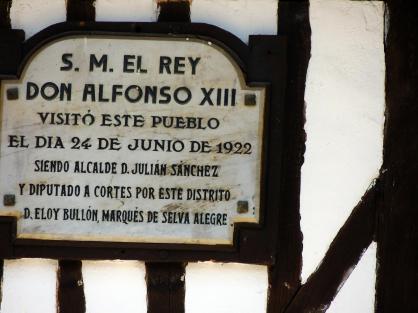 S. M. EL REY
DON ALFONSO XIII
VISITÓ ESTE PUEBLO
EL DIA 24 DE JUNIO DE 1922
SIENDO ALCALDE D. JULIÁN SÁNCHEZ
Y DIPUTADO A CORTES POR ESTE DISTRITO
D. ELOY BULLÓN, MARQUÉS DE SELVA ALEGRE.